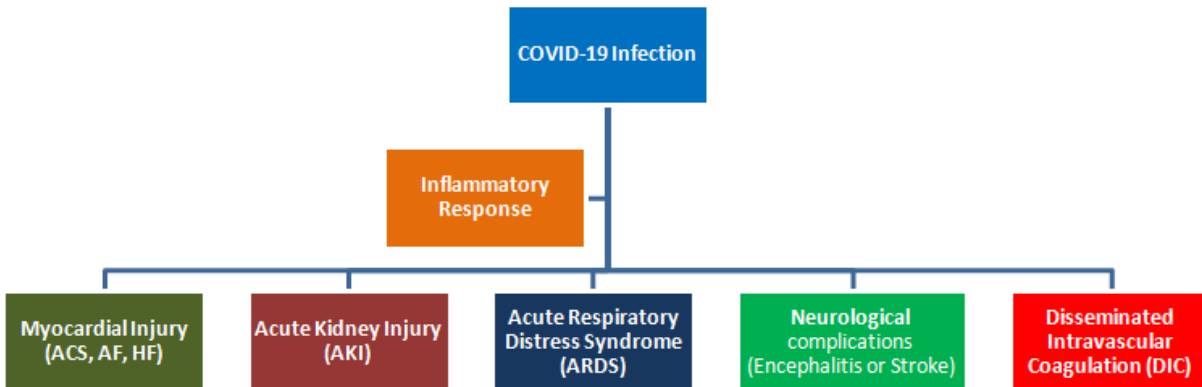 COVID-19 Infection
Inflammatory
Response
Myocardial Injury
(ACS, AF, HF)
Acute Kidney Injury
(AKI)
Acute Respiratory
Distress Syndrome
(ARDS)
Neurological
complications
(Encephalitis or Stroke)
Disseminated
Intravascular
Coagulation (DIC)